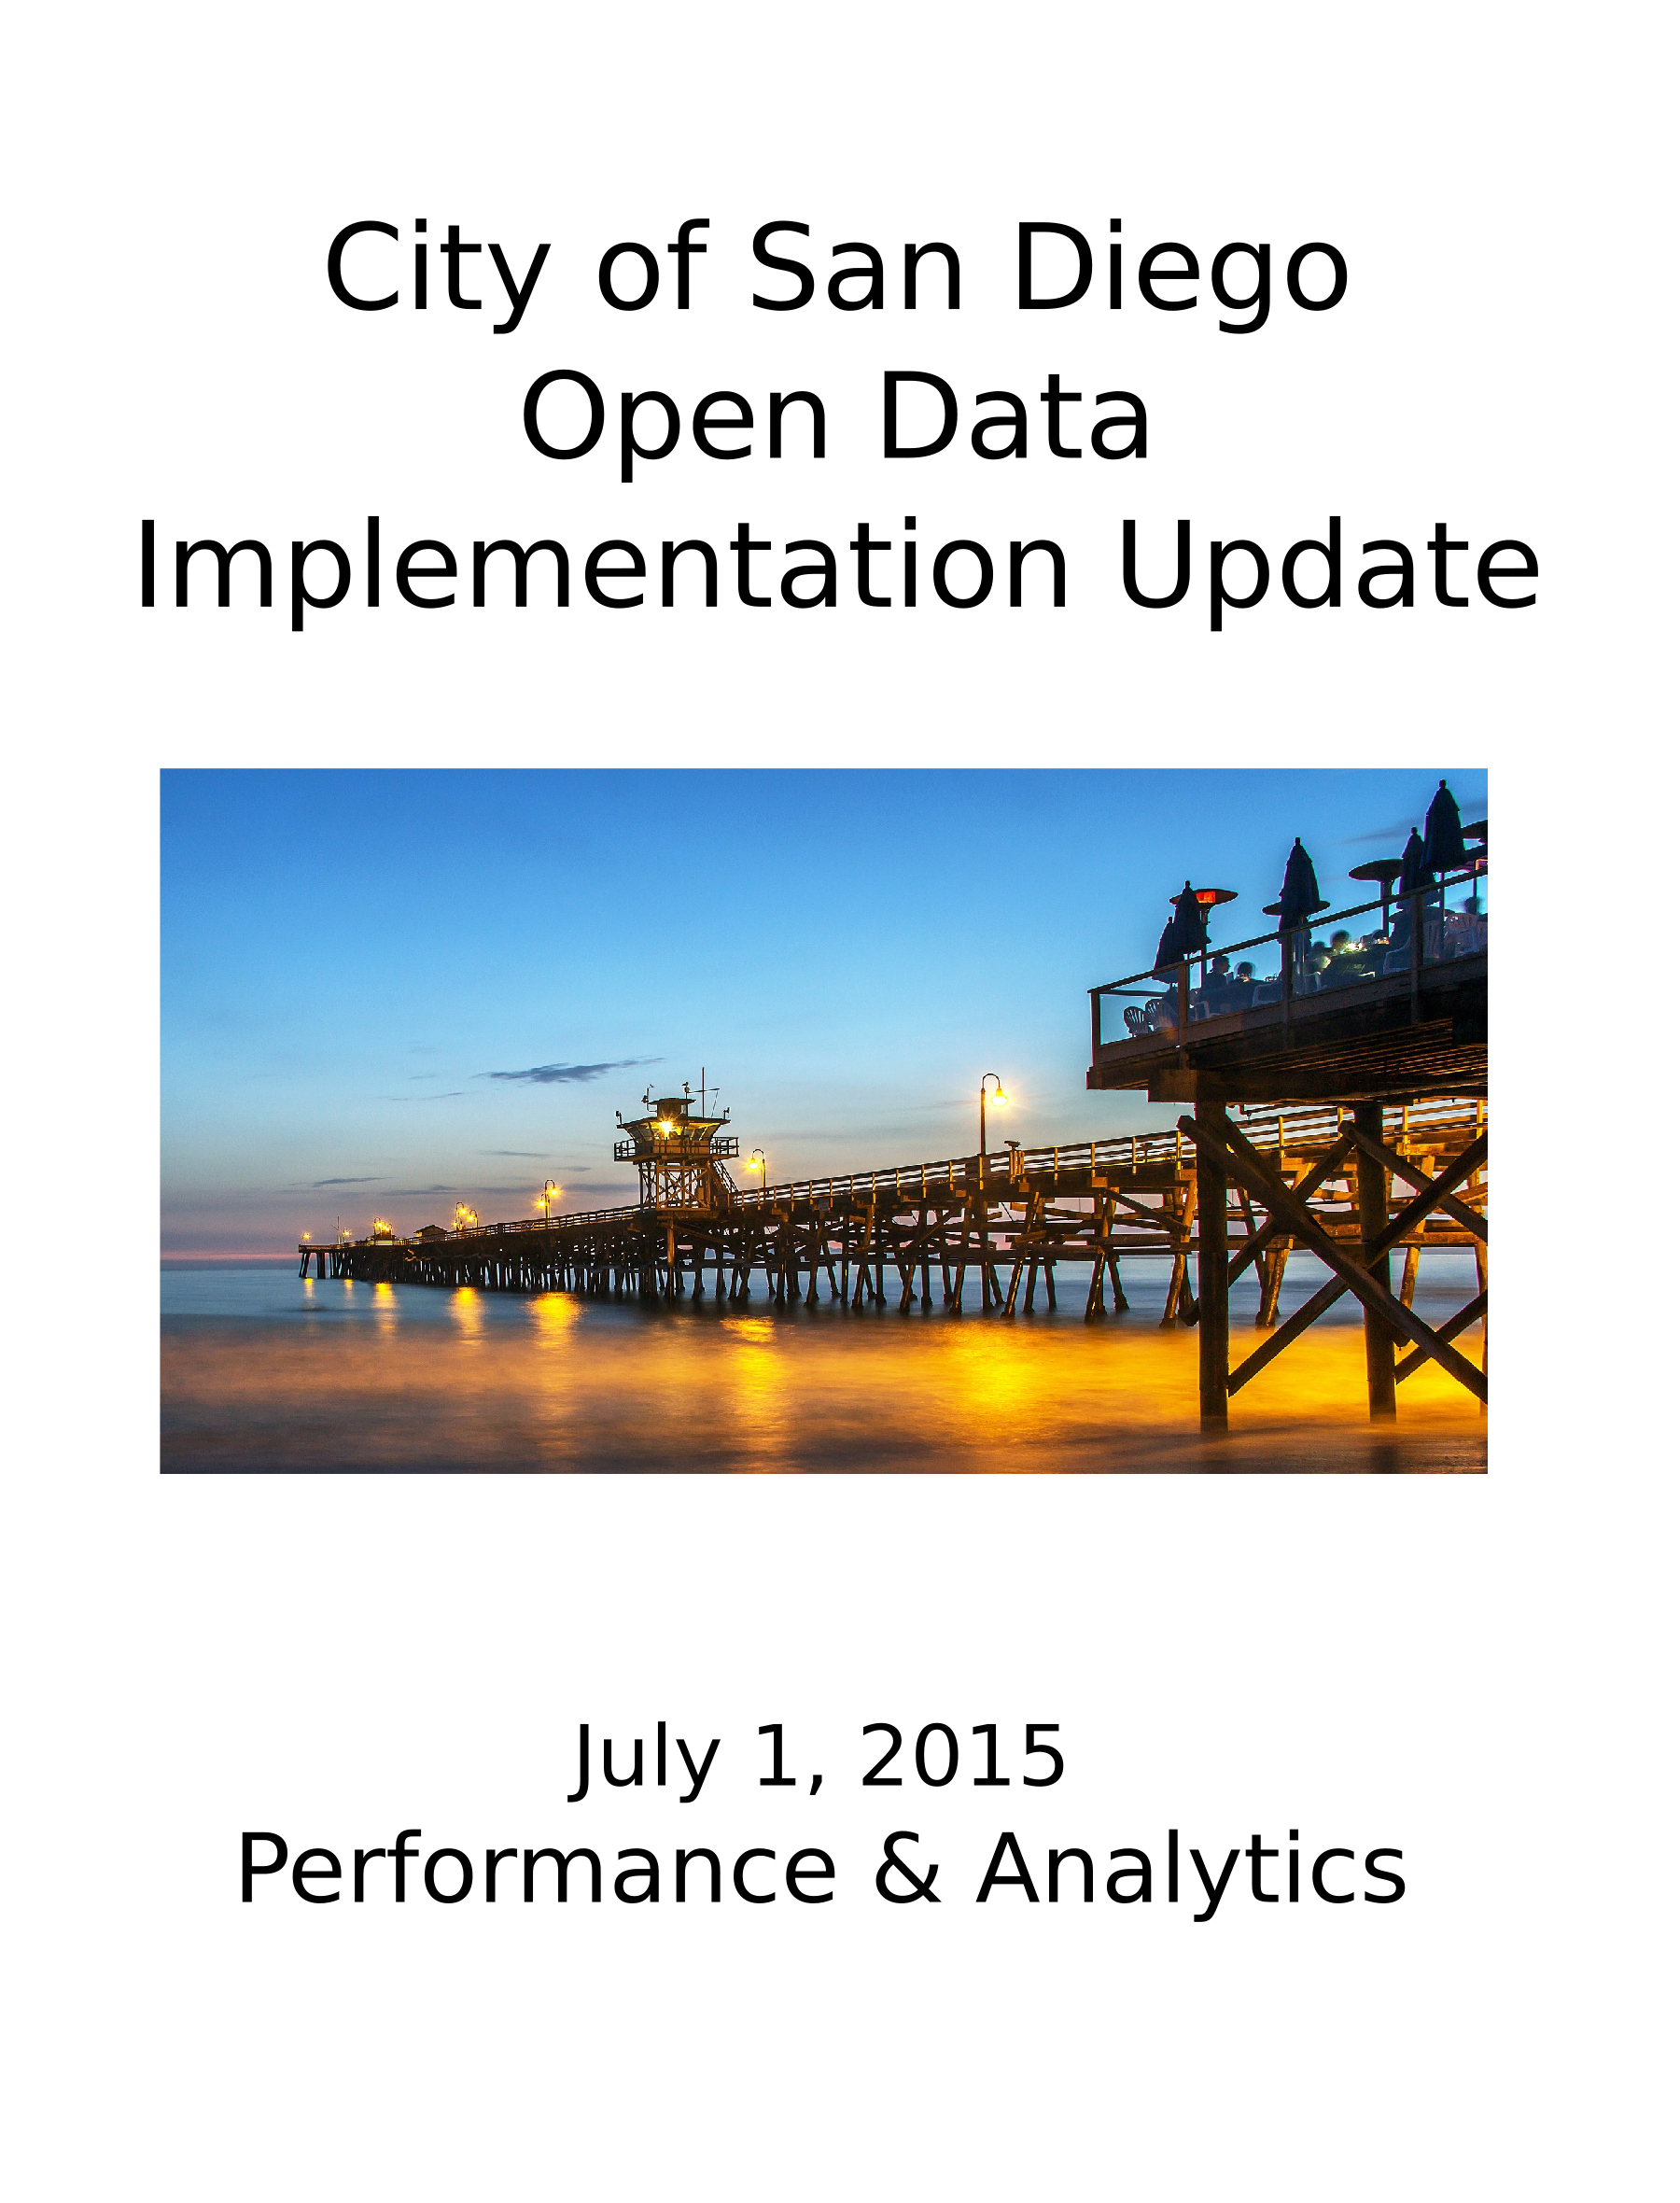 City of San Diego
Open Data
Implementation Update
July 1, 2015
Performance & Analytics